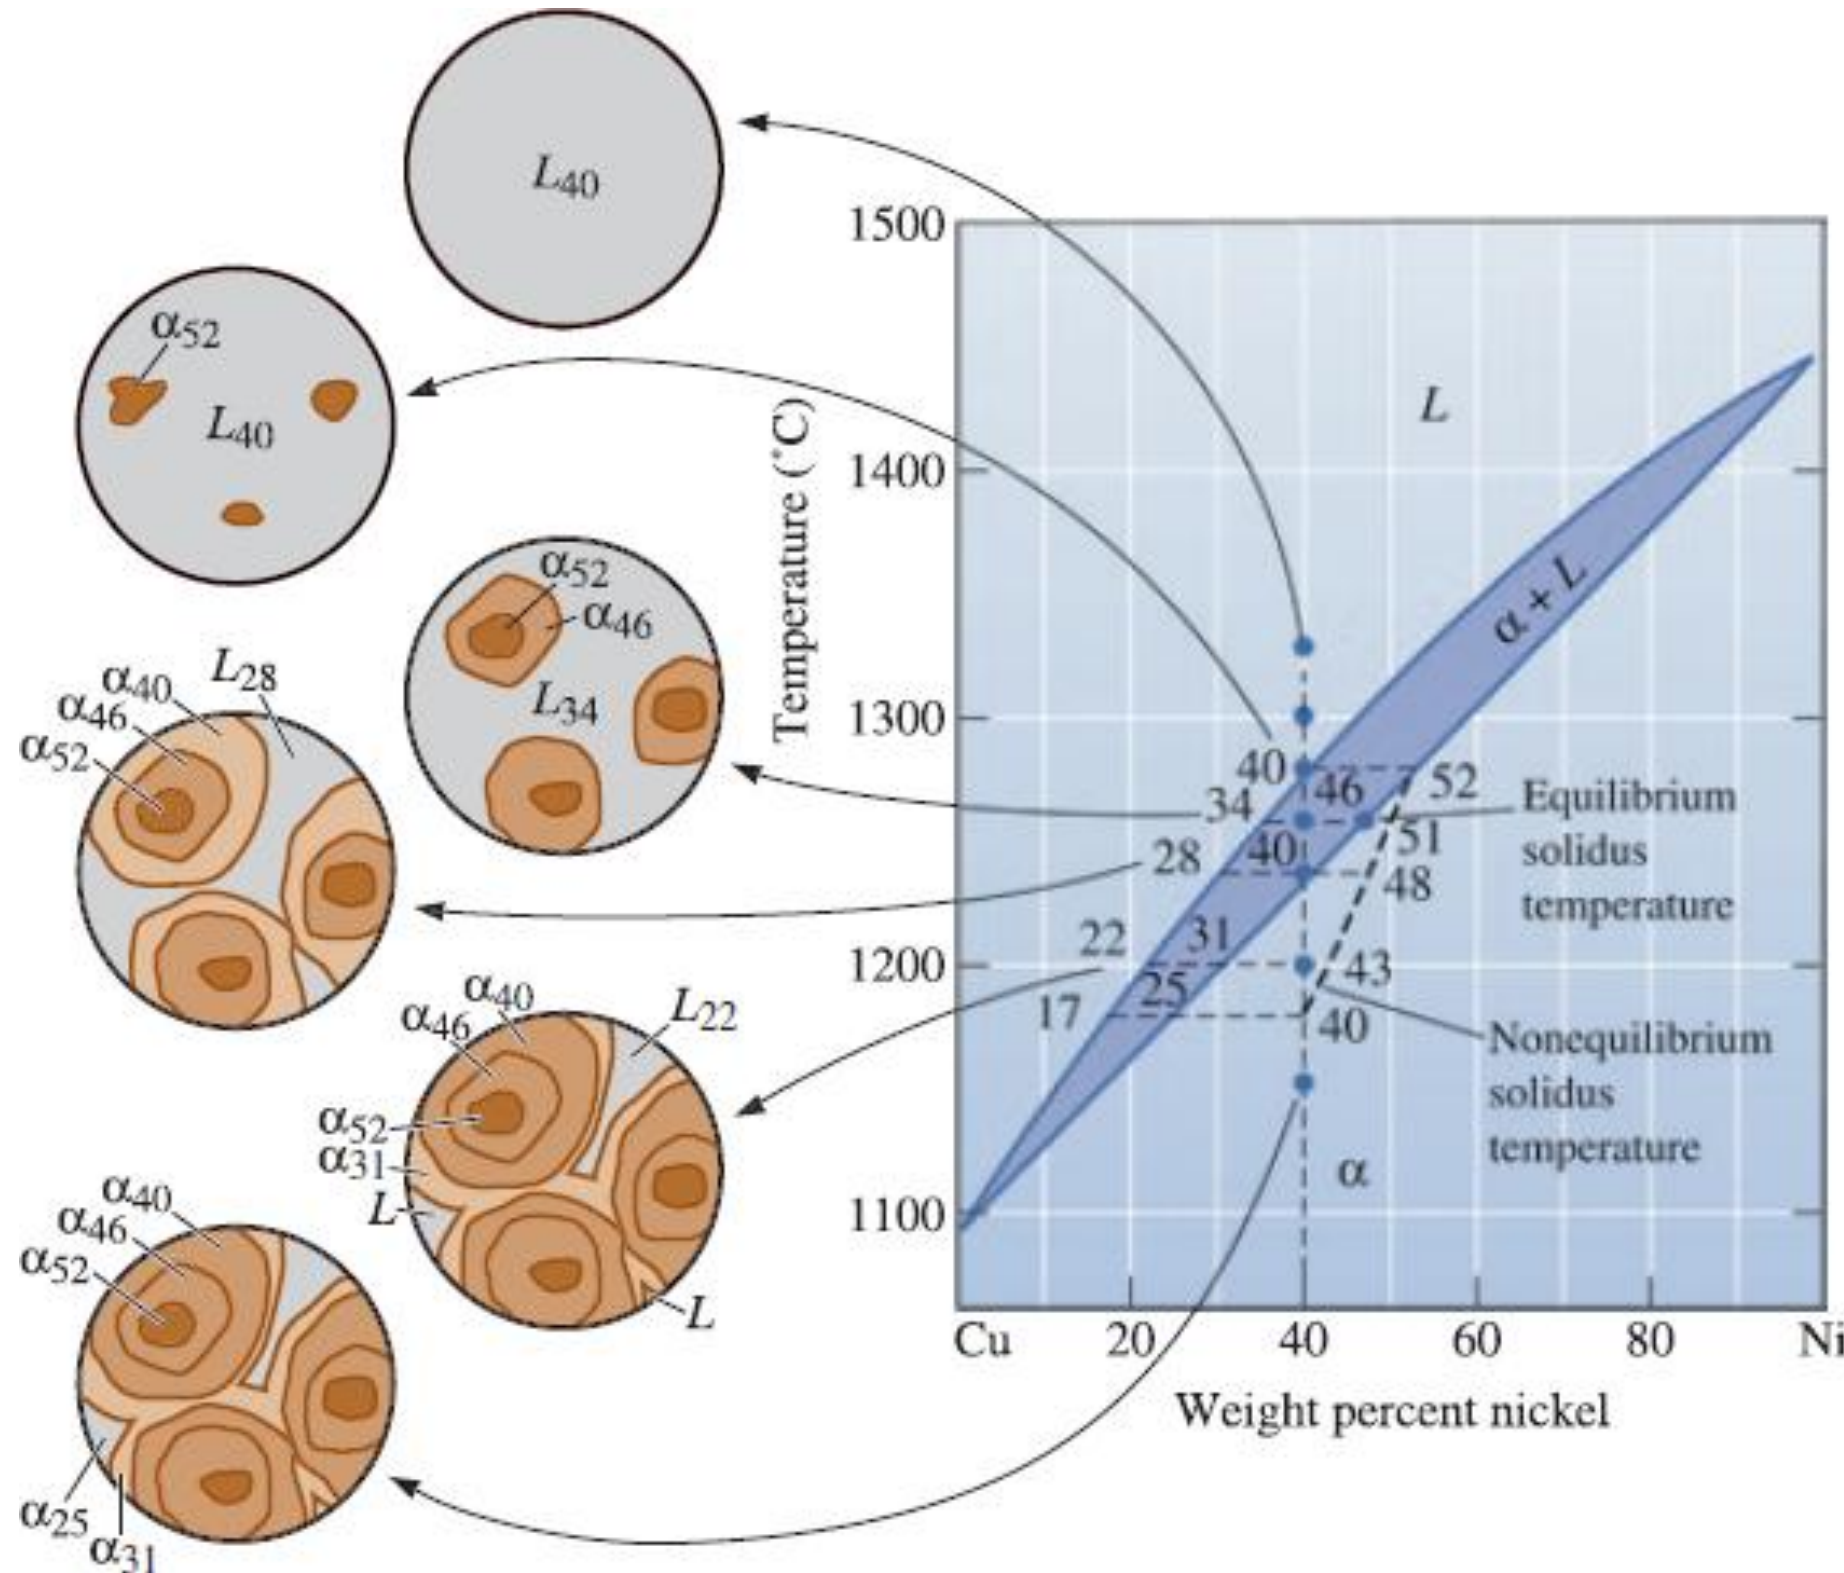 L40
α52
L40
α52
α46
L34
α40
L28
α46
α52
α40
L22
α46
α52
α31
L
L
α40
α46
α52
α25
α31
Temperature (°C)
1500
1400
1300
1200
1100
L
α + L
40
46
52
34
51
28
40
48
22
31
43
17
25
40
α
Equilibrium
solidus
temperature
Nonequilibrium
solidus
temperature
Cu
20
40
60
80
Ni
Weight percent nickel